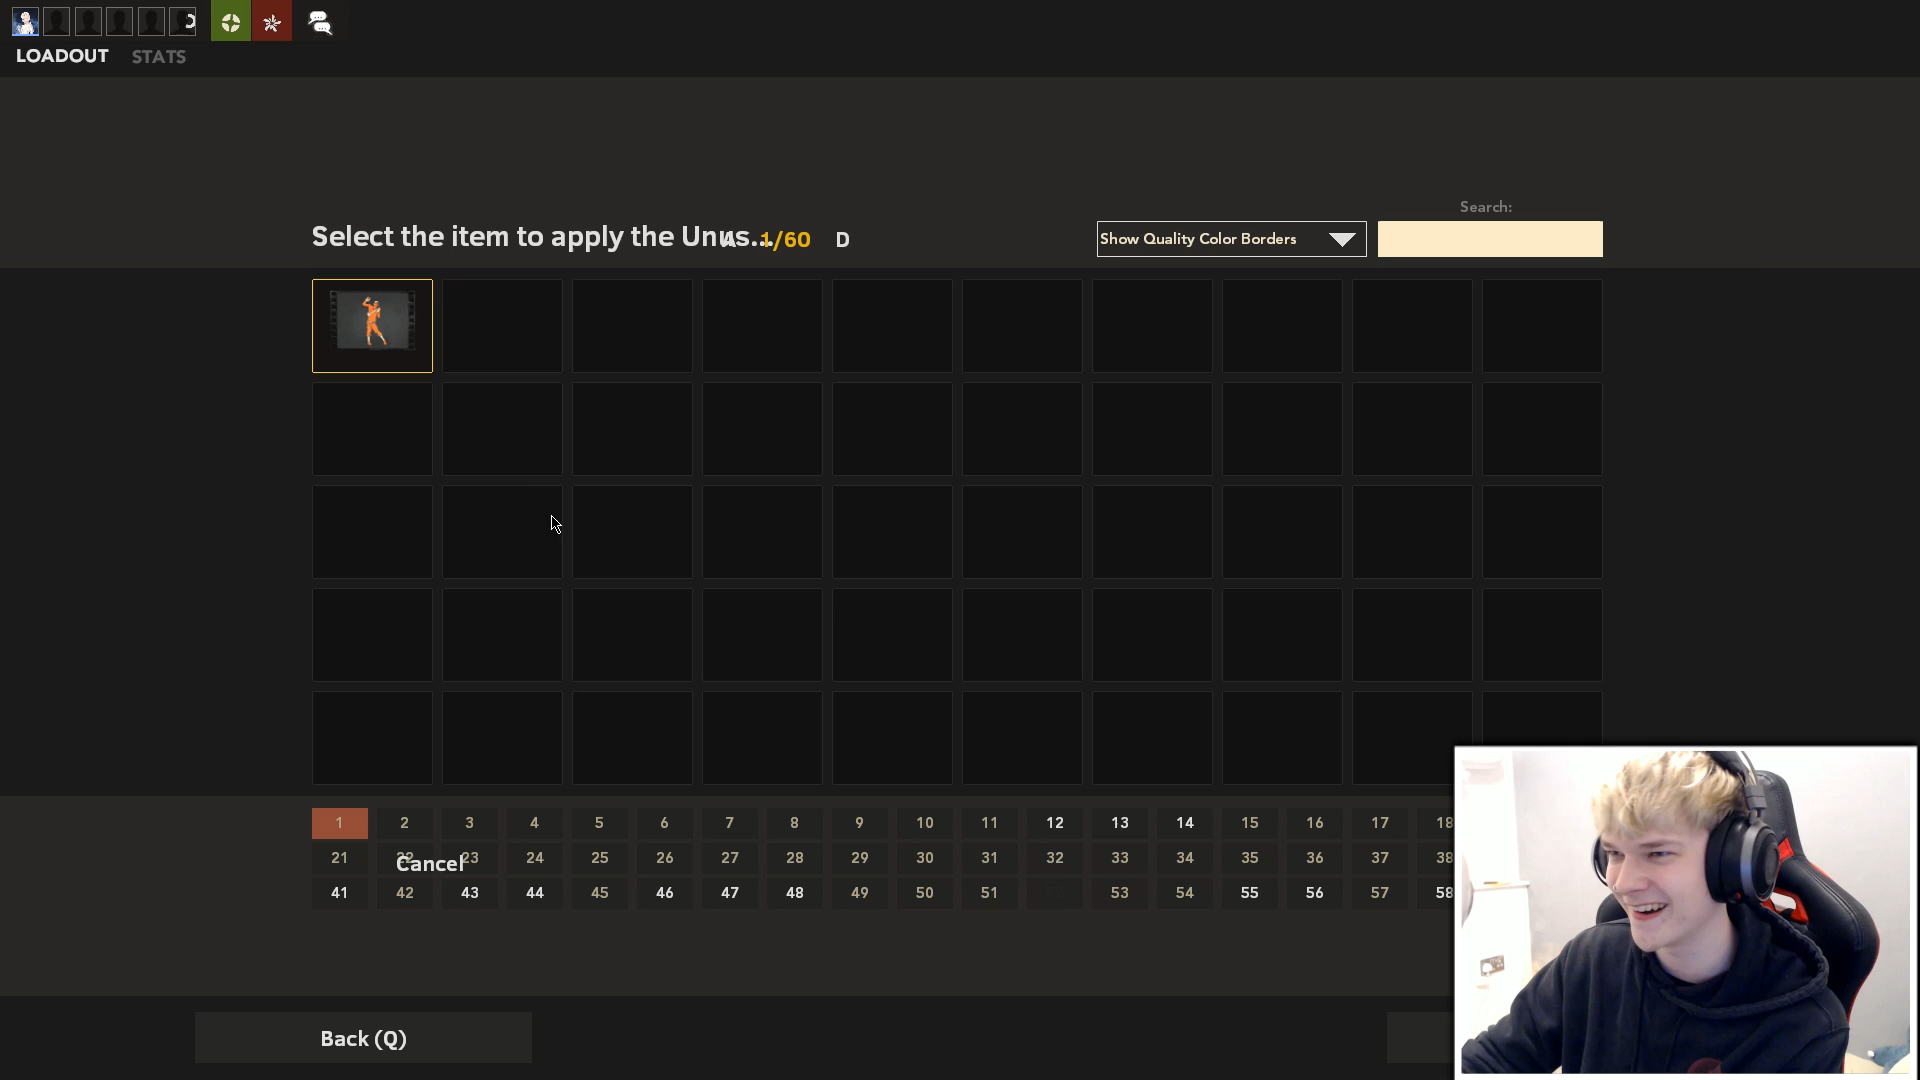 LOADOUT STATS
Search:
Select the item to apply the Unus... 1/60 D
Show Quality Color Borders
1 2 3 4 5 6 7 8 9 10 11 12 13 14 15 16 17 18
21 22 23 24 25 26 27 28 29 30 31 32 33 34 35 36 37 38
Cancel
41 42 43 44 45 46 47 48 49 50 51 53 54 55 56 57 58
Back (Q)